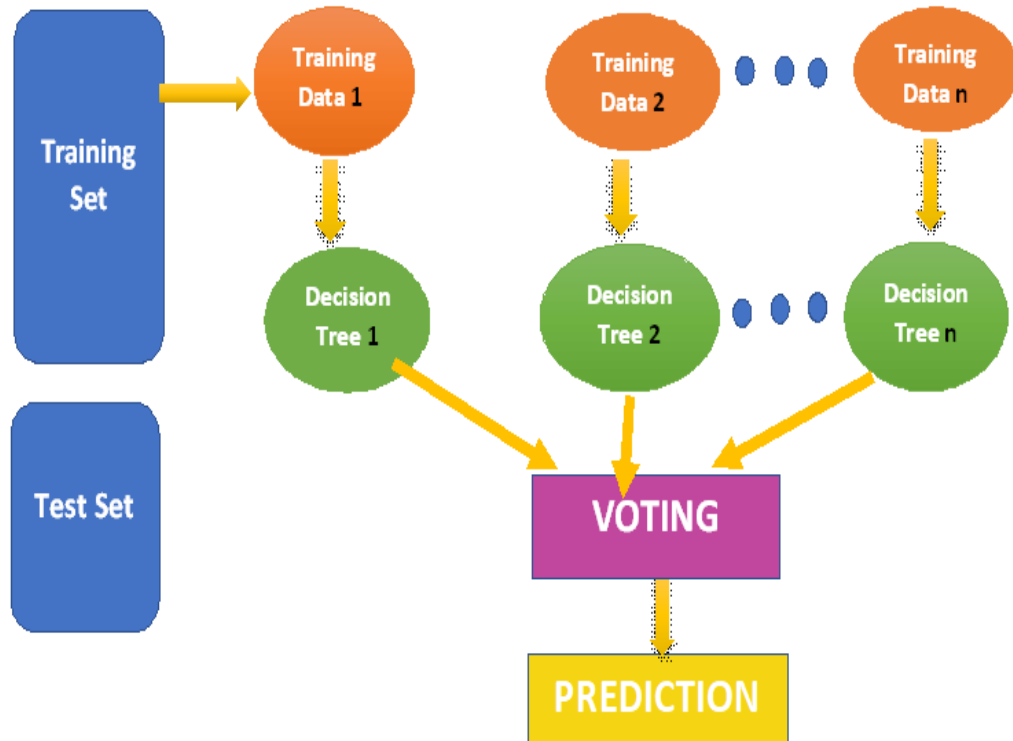 Training
Set
Training
Data 1
Training
Data 2
Training
Data n
Decision
Tree 1
Decision
Tree 2
Decision
Tree n
Test Set
VOTING
PREDICTION